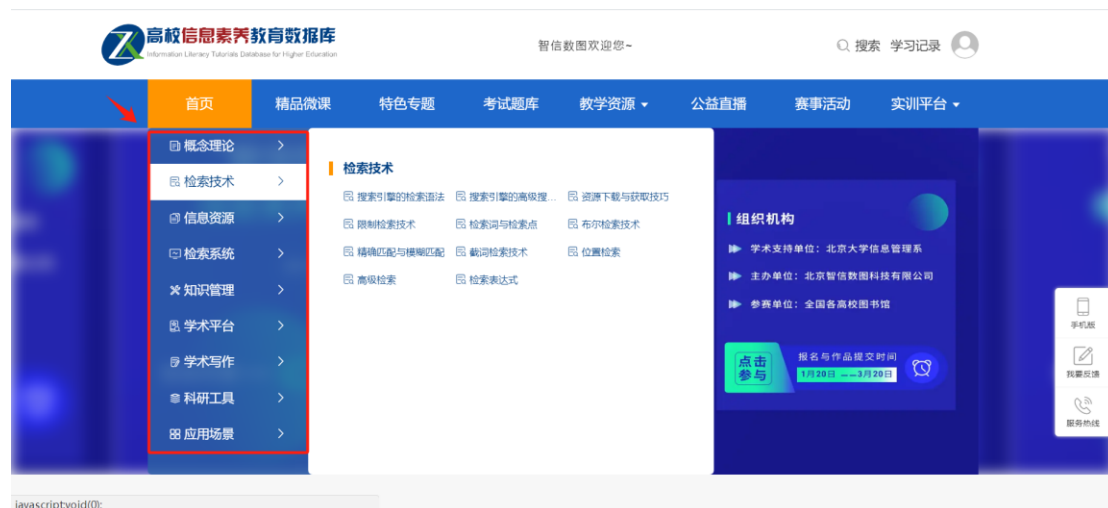 高校信息素养教育数据库
Information Literacy Tutorials Database for Higher Education
智信数图欢迎您~
搜索 学习记录
首页 精品微课 特色专题 考试题库 教学资源 公益直播 赛事活动 实训平台
概念理论
检索技术
信息资源
检索系统
知识管理
学术平台
学术写作
科研工具
应用场景
检索技术
搜索引擎的检索语法 搜索引擎的高级搜... 资源下载与获取技巧
限制检索技术 检索词与检索点 布尔检索技术
精确匹配与模糊匹配 截词检索技术 位置检索
高级检索 检索表达式
组织机构
学术支持单位：北京大学信息管理系
主办单位：北京智信数图科技有限公司
参赛单位：全国各高校图书馆
点击
参与
报名与作品提交时间
1月20日 ——3月20日
手机版
我要反馈
服务热线
javascript:void(0);